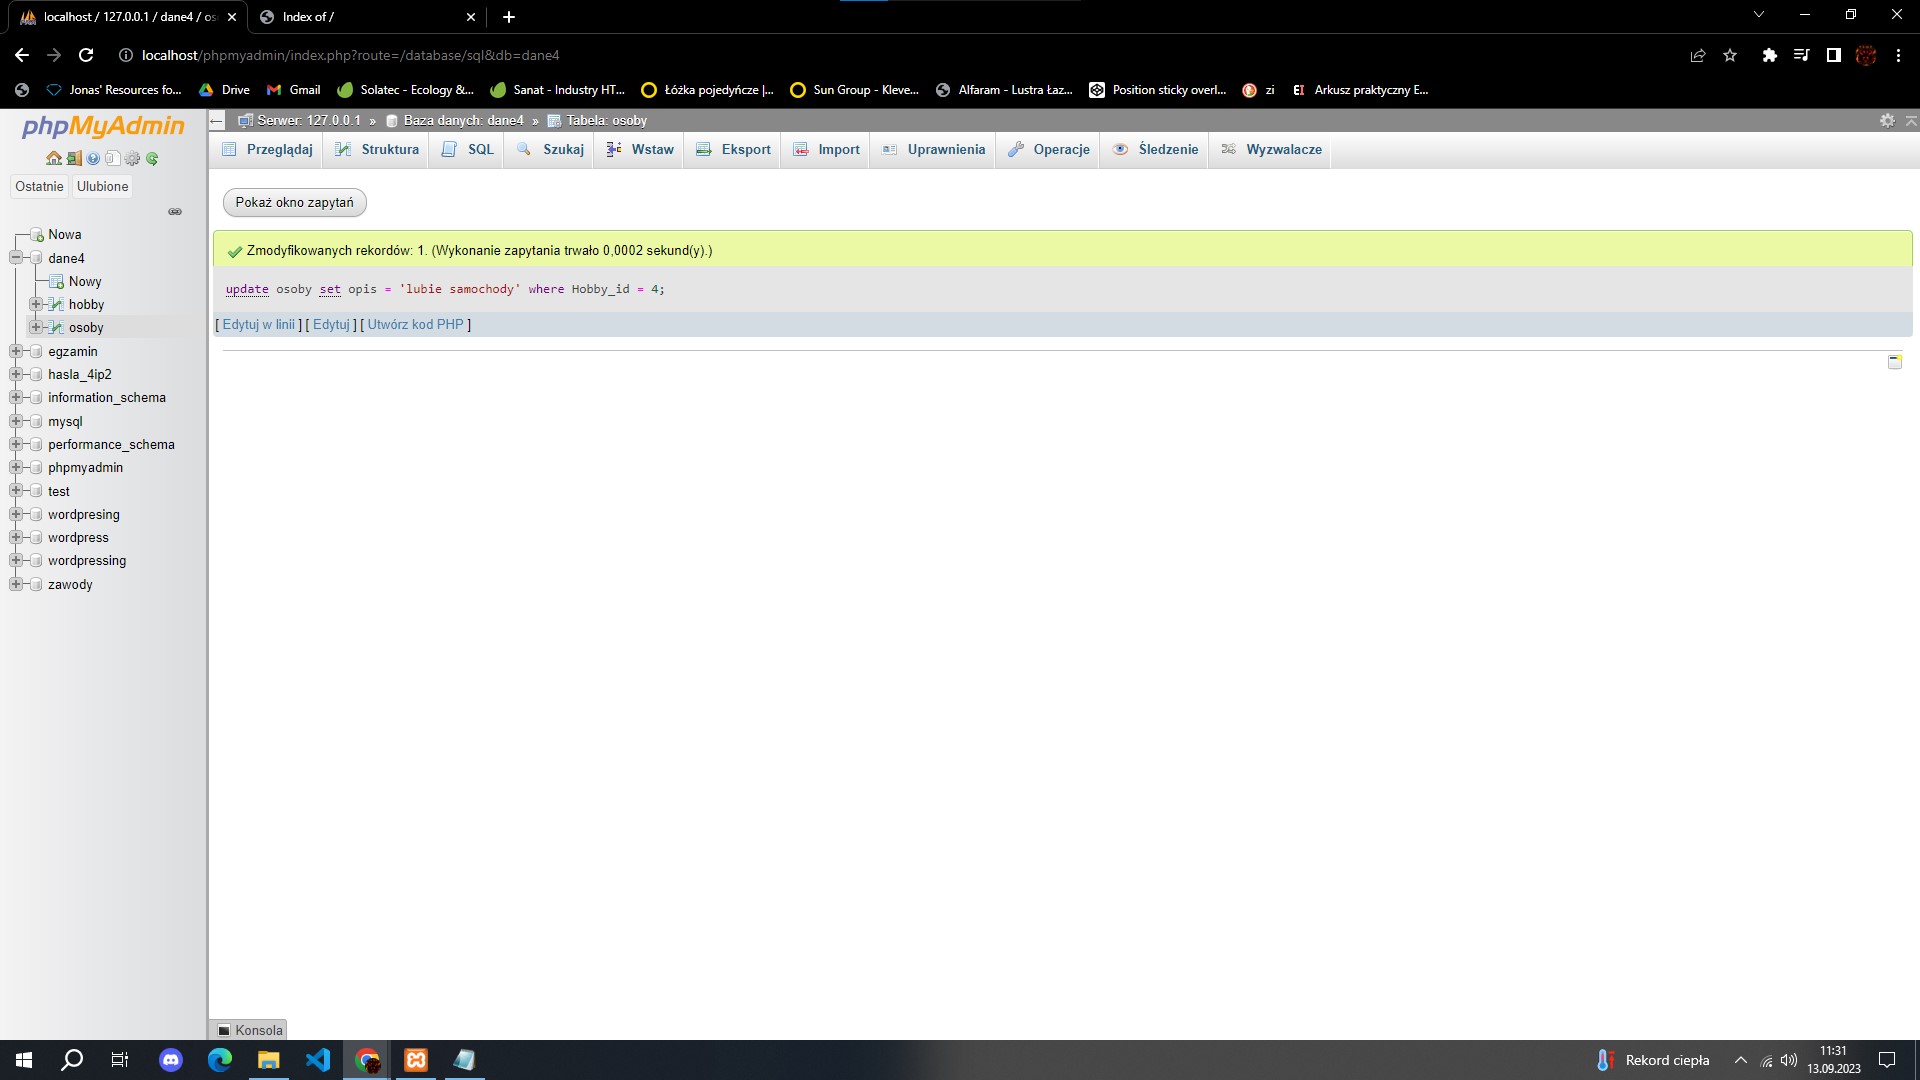 localhost / 127.0.0.1 / dane4 / os
Index of /
localhost/phpmyadmin/index.php?route=/database/sql&db=dane4
Jonas' Resources fo...
Drive
Gmail
Solatec - Ecology &...
Sanat - Industry HT...
Łóżka pojedyńcze |...
Sun Group - Kleve...
Alfaram - Lustra Łaz...
Position sticky overl...
zi
EI Arkusz praktyczny E...
phpMyAdmin
Ostatnie
Ulubione
Nowa
dane4
Nowy
hobby
osoby
egzamin
hasla_4ip2
information_schema
mysql
performance_schema
phpmyadmin
test
wordpresing
wordpress
wordpressing
zawody
Serwer: 127.0.0.1 » Baza danych: dane4 » Tabela: osoby
Przeglądaj
Struktura
SQL
Szukaj
Wstaw
Eksport
Import
Uprawnienia
Operacje
Śledzenie
Wyzwalacze
Pokaż okno zapytań
Zmodyfikowanych rekordów: 1. (Wykonanie zapytania trwało 0,0002 sekund(y).)
update osoby set opis = 'lubie samochody' where Hobby_id = 4;
[ Edytuj w linii ] [ Edytuj ] [ Utwórz kod PHP ]
Konsola
Rekord ciepła
11:31
13.09.2023